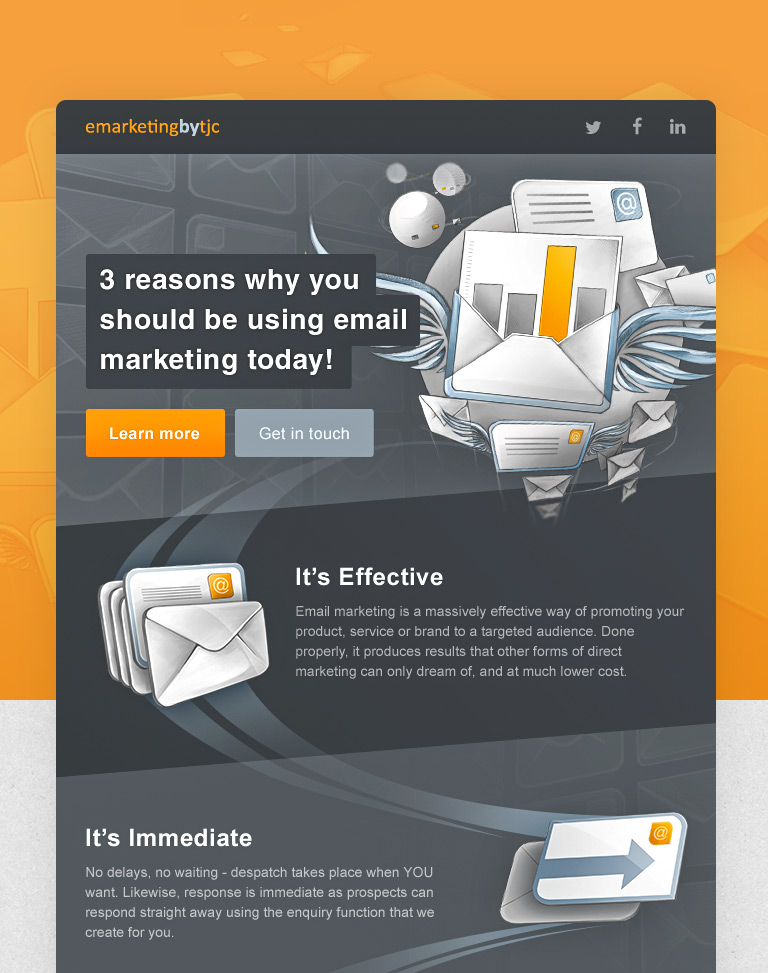 emarketingbytjc
3 reasons why you
should be using email
marketing today!
Learn more
Get in touch
It’s Effective
Email marketing is a massively effective way of promoting your
product, service or brand to a targeted audience. Done
properly, it produces results that other forms of direct
marketing can only dream of, and at much lower cost.
It’s Immediate
No delays, no waiting - despatch takes place when YOU
want. Likewise, response is immediate as prospects can
respond straight away using the enquiry function that we
create for you.